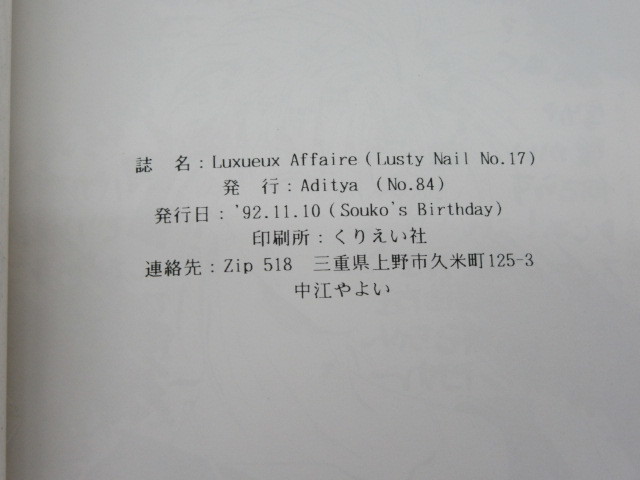 誌　名：Luxueux Affaire（Lusty Nail No.17）
発　行：Aditya （No.84）
発行日：'92.11.10（Souko's Birthday）
印刷所：くりえい社
連絡先：Zip 518　三重県上野市久米町125-3
中江やよい